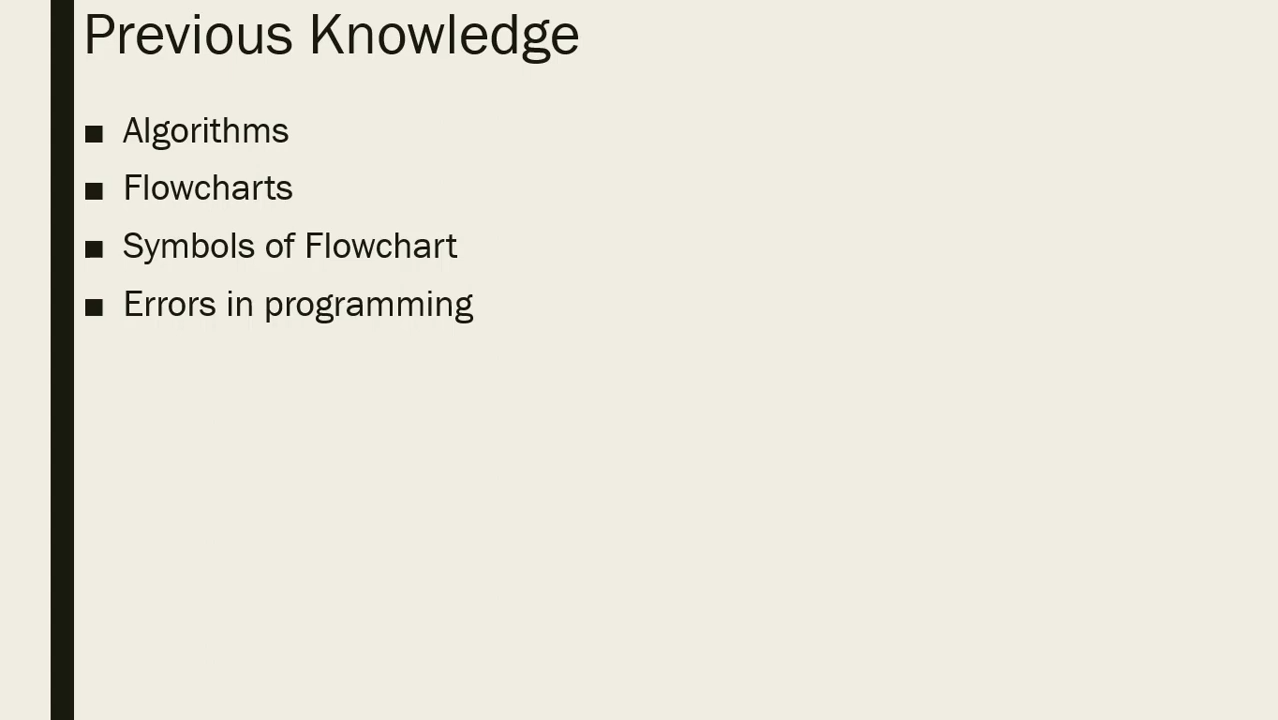 Previous Knowledge
■ Algorithms
■ Flowcharts
■ Symbols of Flowchart
■ Errors in programming